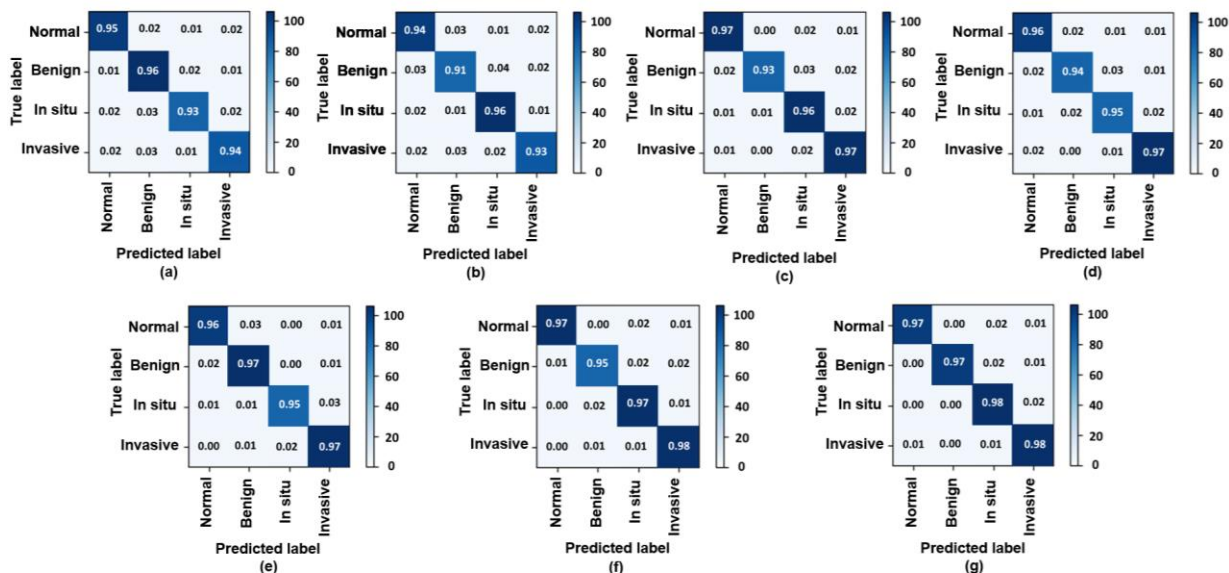 Normal 0.95 0.02 0.01 0.02
Benign 0.01 0.96 0.02 0.01
In situ 0.02 0.03 0.93 0.02
Invasive 0.02 0.03 0.01 0.94
True label
100
80
60
40
20
0
Normal
Benign
In situ
Invasive
Predicted label
(a)
Normal 0.94 0.03 0.01 0.02
Benign 0.03 0.91 0.04 0.02
In situ 0.02 0.01 0.96 0.01
Invasive 0.02 0.03 0.02 0.93
True label
100
80
60
40
20
0
Normal
Benign
In situ
Invasive
Predicted label
(b)
Normal 0.97 0.00 0.02 0.01
Benign 0.02 0.93 0.03 0.02
In situ 0.01 0.01 0.96 0.02
Invasive 0.01 0.00 0.02 0.97
True label
100
80
60
40
20
0
Normal
Benign
In situ
Invasive
Predicted label
(c)
Normal 0.96 0.02 0.01 0.01
Benign 0.02 0.94 0.03 0.01
In situ 0.01 0.02 0.95 0.02
Invasive 0.02 0.00 0.01 0.97
True label
100
80
60
40
20
0
Normal
Benign
In situ
Invasive
Predicted label
(d)
Normal 0.96 0.03 0.00 0.01
Benign 0.02 0.97 0.00 0.01
In situ 0.01 0.01 0.95 0.03
Invasive 0.00 0.01 0.02 0.97
True label
100
80
60
40
20
0
Normal
Benign
In situ
Invasive
Predicted label
(e)
Normal 0.97 0.00 0.02 0.01
Benign 0.01 0.95 0.02 0.02
In situ 0.00 0.02 0.97 0.01
Invasive 0.00 0.01 0.01 0.98
True label
100
80
60
40
20
0
Normal
Benign
In situ
Invasive
Predicted label
(f)
Normal 0.97 0.00 0.02 0.01
Benign 0.00 0.97 0.02 0.01
In situ 0.00 0.00 0.98 0.02
Invasive 0.01 0.00 0.01 0.98
True label
100
80
60
40
20
0
Normal
Benign
In situ
Invasive
Predicted label
(g)